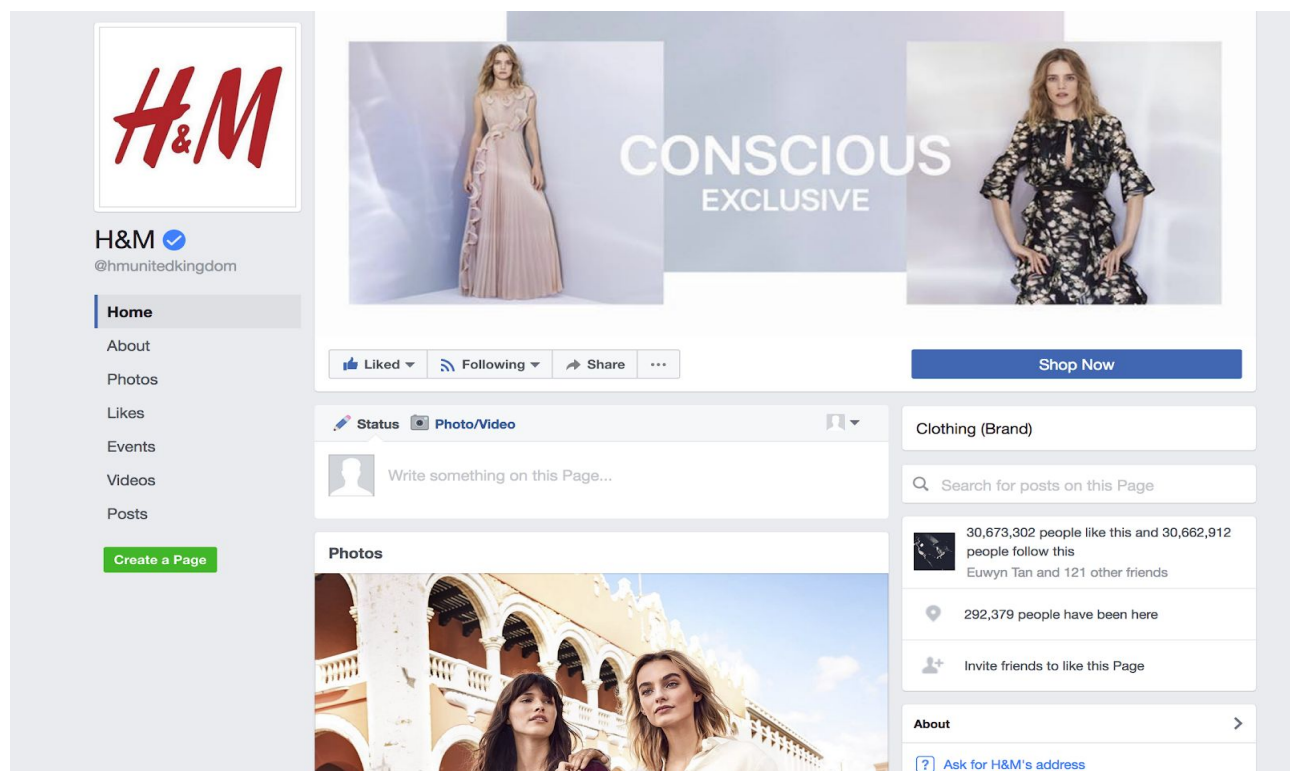 H&M
H&M
@hmunitedkingdom
Home
About
Photos
Likes
Events
Videos
Posts
Create a Page
CONSCIOUS
EXCLUSIVE
Liked Following Share ...
Shop Now
Status Photo/Video
Write something on this Page...
Photos
Clothing (Brand)
Search for posts on this Page
30,673,302 people like this and 30,662,912
people follow this
Euwyn Tan and 121 other friends
292,379 people have been here
Invite friends to like this Page
About
? Ask for H&M's address